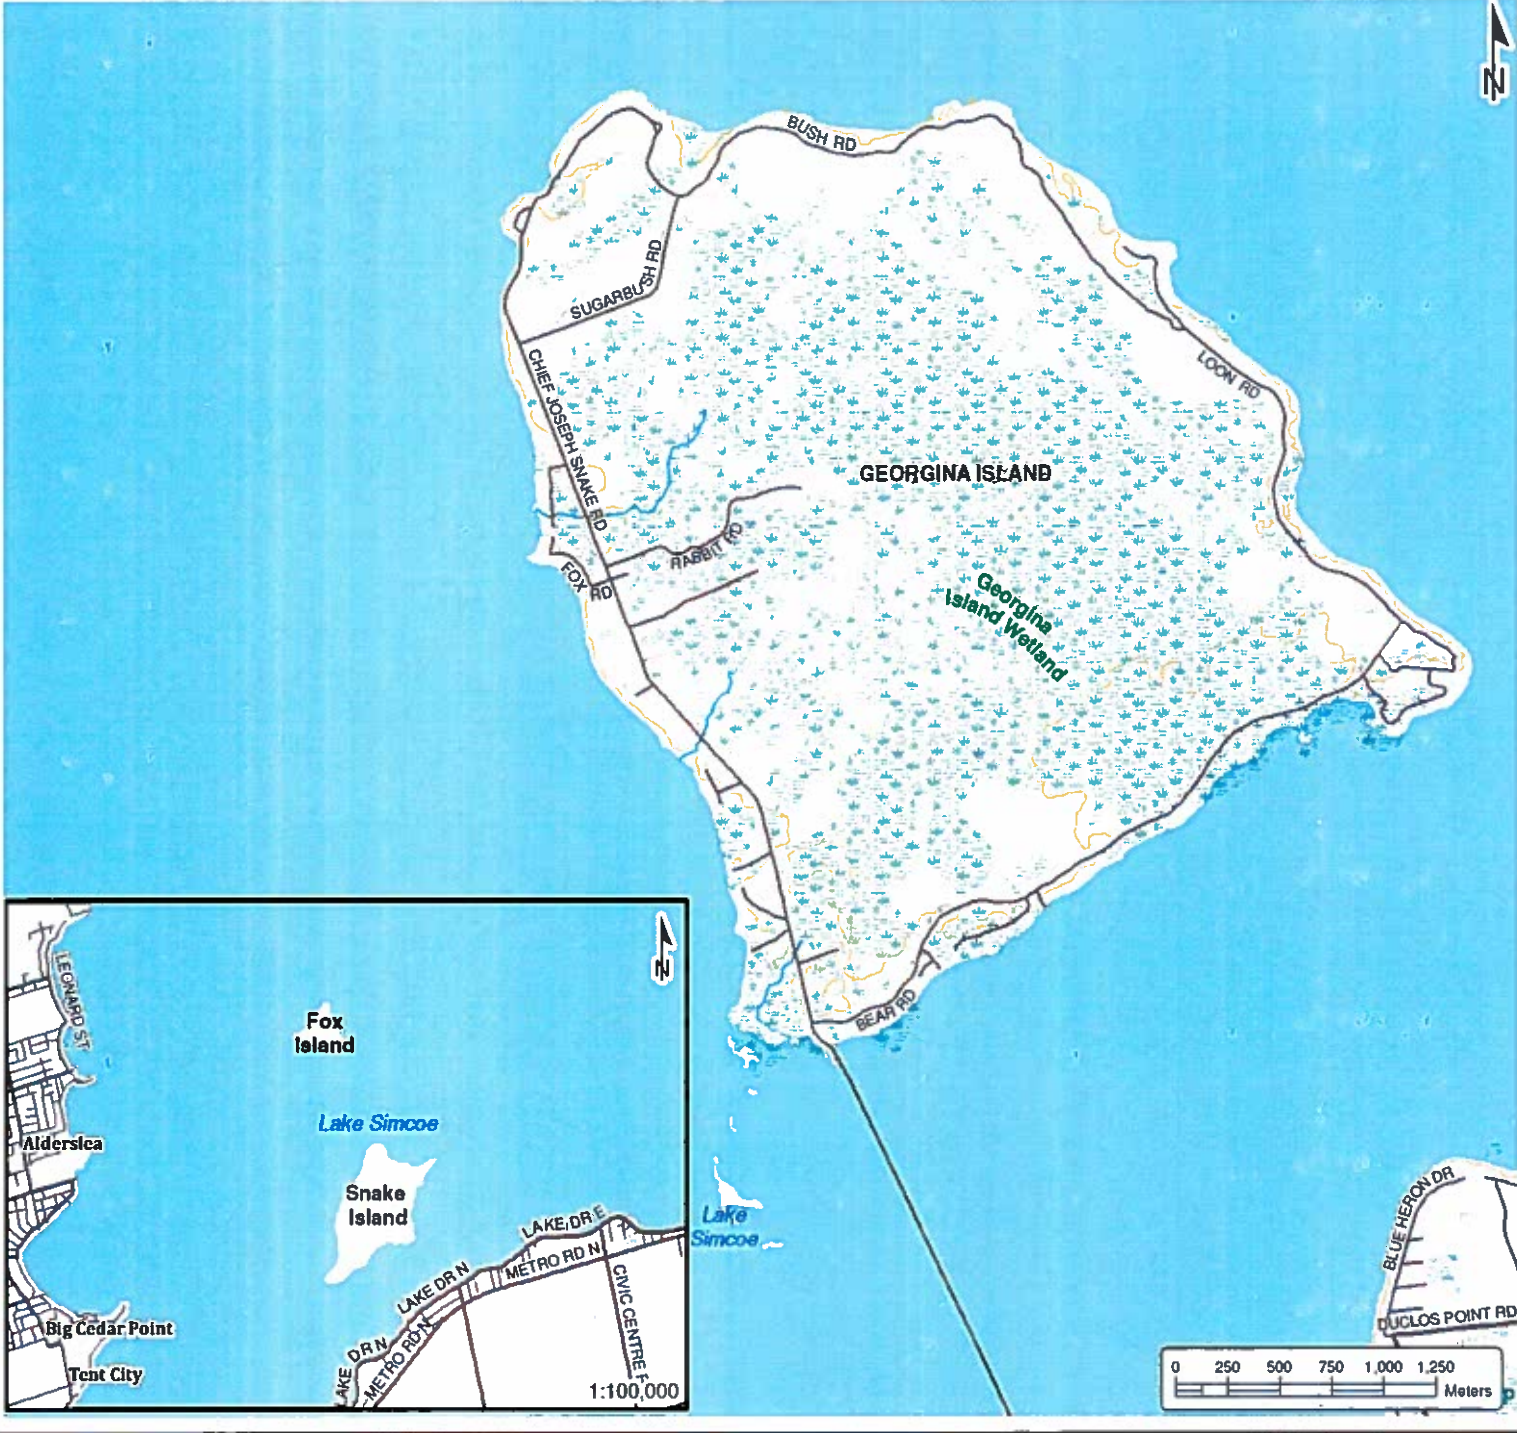 N
BUSH RD
SUGARBUSH RD
CHIEF JOSEPH SNAKE RD
LOON RD
GEORGINA ISLAND
RABBIT RD
FOX RD
Georgina
Island Wetland
BEAR RD
LEONARD ST
N
Fox
Island
Lake Simcoe
Alderslea
Snake
Island
LAKE DR E
METRO RD N
LAKE DR N
CIVIC CENTRE
Big Cedar Point
Tent City
LAKE DR N
METRO RD N
1:100,000
Lake
Simcoe
BLUE HERON DR
DUCLOS POINT RD
0 250 500 750 1,000 1,250
Meters